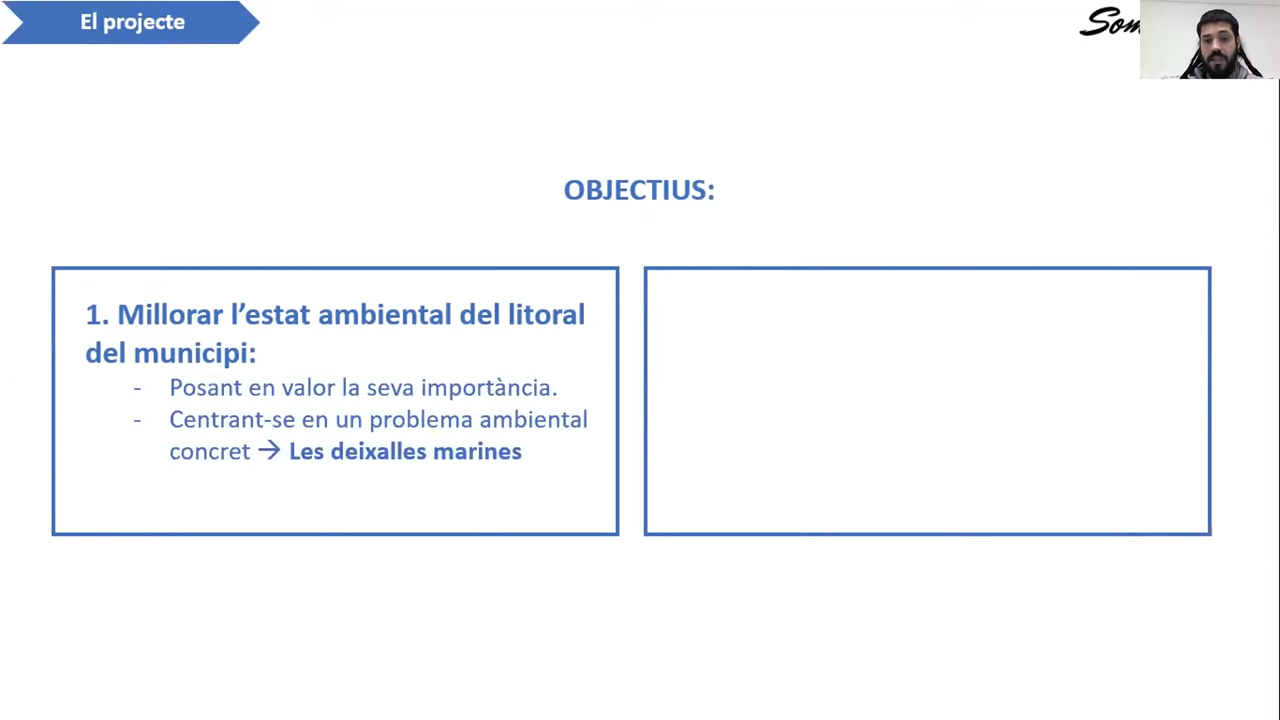 El projecte
OBJECTIUS:
1. Millorar l’estat ambiental del litoral
del municipi:
- Posant en valor la seva importància.
- Centrant-se en un problema ambiental
concret → Les deixalles marines